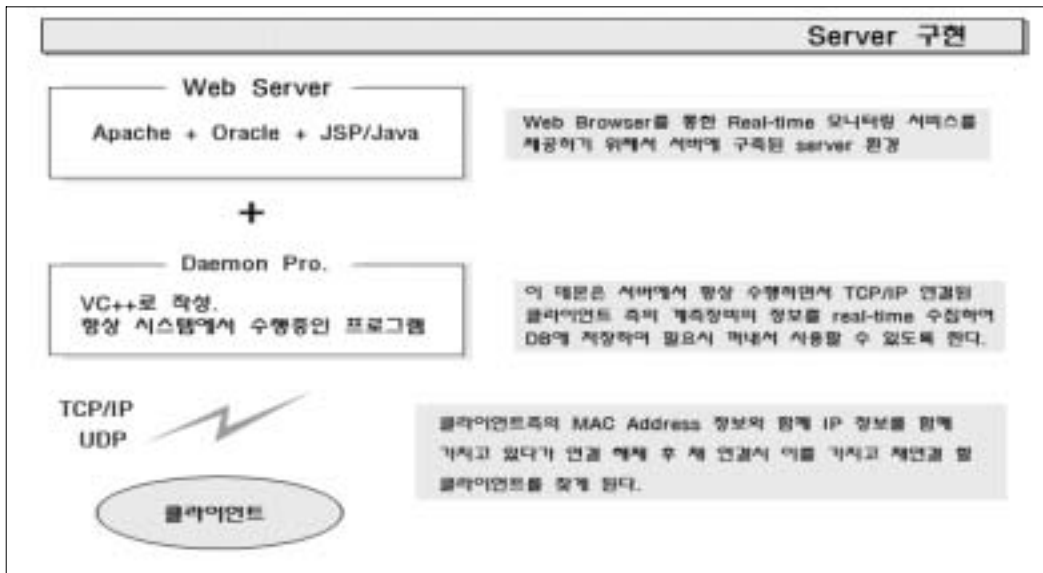 Server 구현
Web Server
Apache + Oracle + JSP/Java
Web Browser를 통한 Real-time 모니터링 서비스를
제공하기 위해서 서버에 구축된 server 환경
+
Daemon Pro.
VC++로 작성.
항상 시스템에서 수행중인 프로그램
이 데몬은 서버에서 항상 수행하면서 TCP/IP 연결된
클라이언트 측의 계측장비의 정보를 real-time 수집하여
DB에 저장하여 필요시 꺼내서 사용할 수 있도록 한다.
TCP/IP
UDP
클라이언트측의 MAC Address 정보와 함께 IP 정보를 함께
가지고 있다가 연결 해제 후 재 연결시 이를 가지고 재연결 할
클라이언트를 찾게 된다.
클라이언트